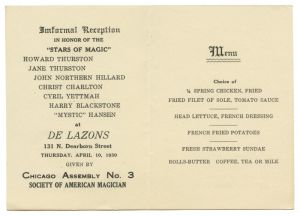 Imformal Reception
IN HONOR OF THE
"STARS OF MAGIC"
HOWARD THURSTON
JANE THURSTON
JOHN NORTHERN HILLARD
CHRIST CHARLTON
CYRIL YETTMAH
HARRY BLACKSTONE
"MYSTIC" HANSEN
at
DE LAZONS
131 N. Dearborn Street
THURSDAY, APRIL 10, 1930
GIVEN BY
CHICAGO ASSEMBLY NO. 3
SOCIETY OF AMERICAN MAGICIAN
Menu
Choice of
¼ SPRING CHICKEN, FRIED
FRIED FILET OF SOLE, TOMATO SAUCE
HEAD LETTUCE, FRENCH DRESSING
FRENCH FRIED POTATOES
FRESH STRAWBERRY SUNDAE
ROLLS-BUTTER COFFEE, TEA OR MILK